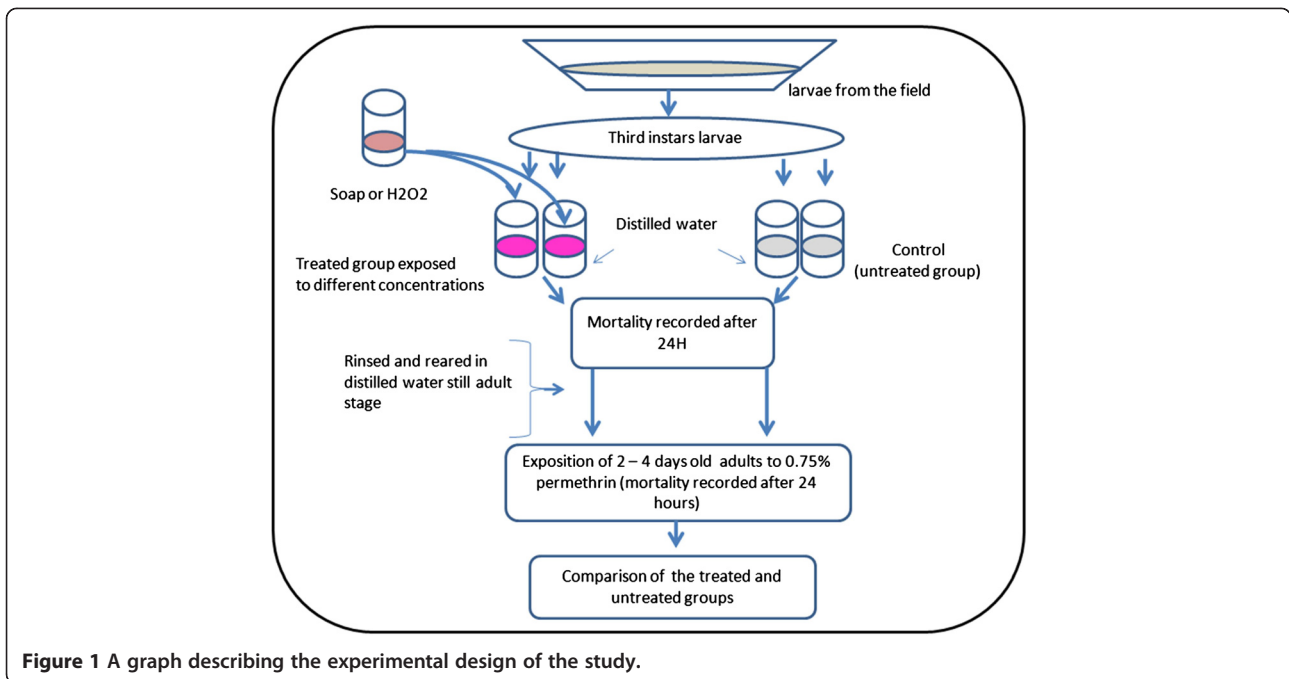 larvae from the field
Third instars larvae
Soap or H2O2
Distilled water
Treated group exposed
to different concentrations
Control
(untreated group)
Mortality recorded after
24H
Rinsed and reared in
distilled water still adult
stage
Exposition of 2 – 4 days old adults to 0.75%
permethrin (mortality recorded after 24
hours)
Comparison of the treated and
untreated groups
Figure 1 A graph describing the experimental design of the study.